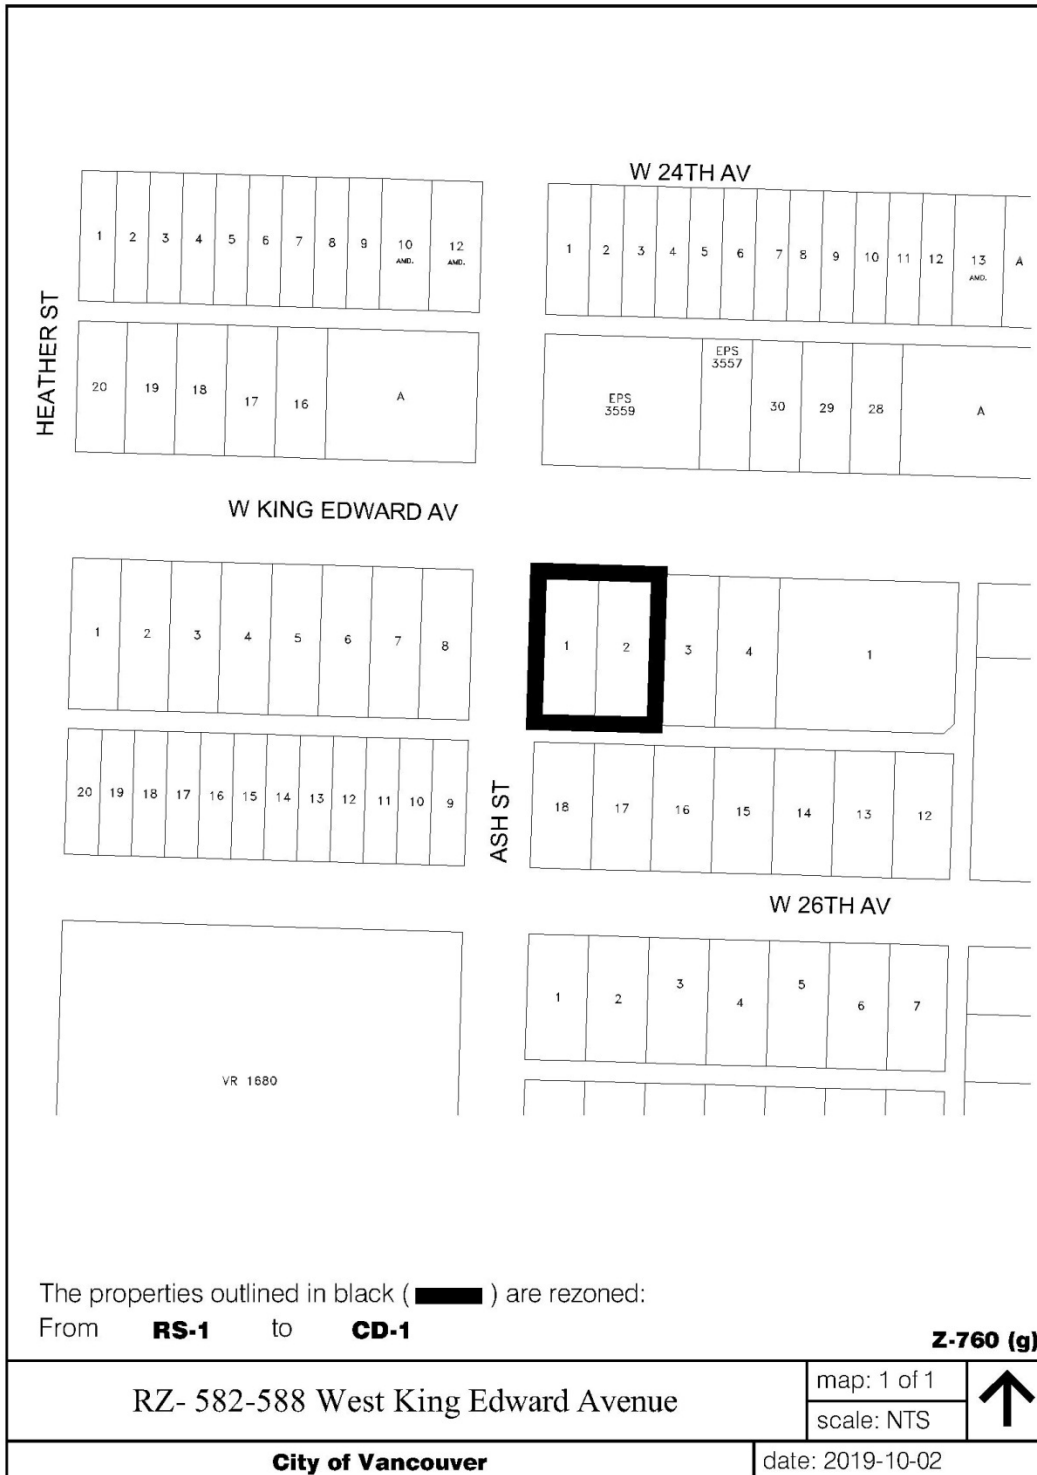 W 24TH AV
1 2 3 4 5 6 7 8 9 10 AMD. 12 AMD.
1 2 3 4 5 6 7 8 9 10 11 12 13 AMD. A
HEATHER ST
20 19 18 17 16 A
EPS 3559 EPS 3557 30 29 28 A
W KING EDWARD AV
1 2 3 4 5 6 7 8
1 2 3 4 1
20 19 18 17 16 15 14 13 12 11 10 9
ASH ST
18 17 16 15 14 13 12
W 26TH AV
1 2 3 4 5 6 7
VR 1680
The properties outlined in black ( ) are rezoned:
From RS-1 to CD-1
Z-760 (g)
RZ- 582-588 West King Edward Avenue
map: 1 of 1
scale: NTS
City of Vancouver
date: 2019-10-02